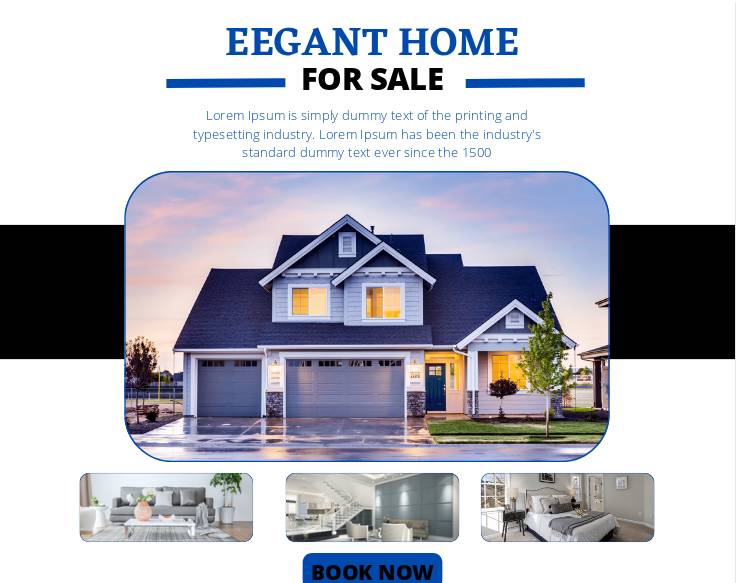 EEGANT HOME
FOR SALE
Lorem Ipsum is simply dummy text of the printing and
typesetting industry. Lorem Ipsum has been the industry's
standard dummy text ever since the 1500
BOOK NOW